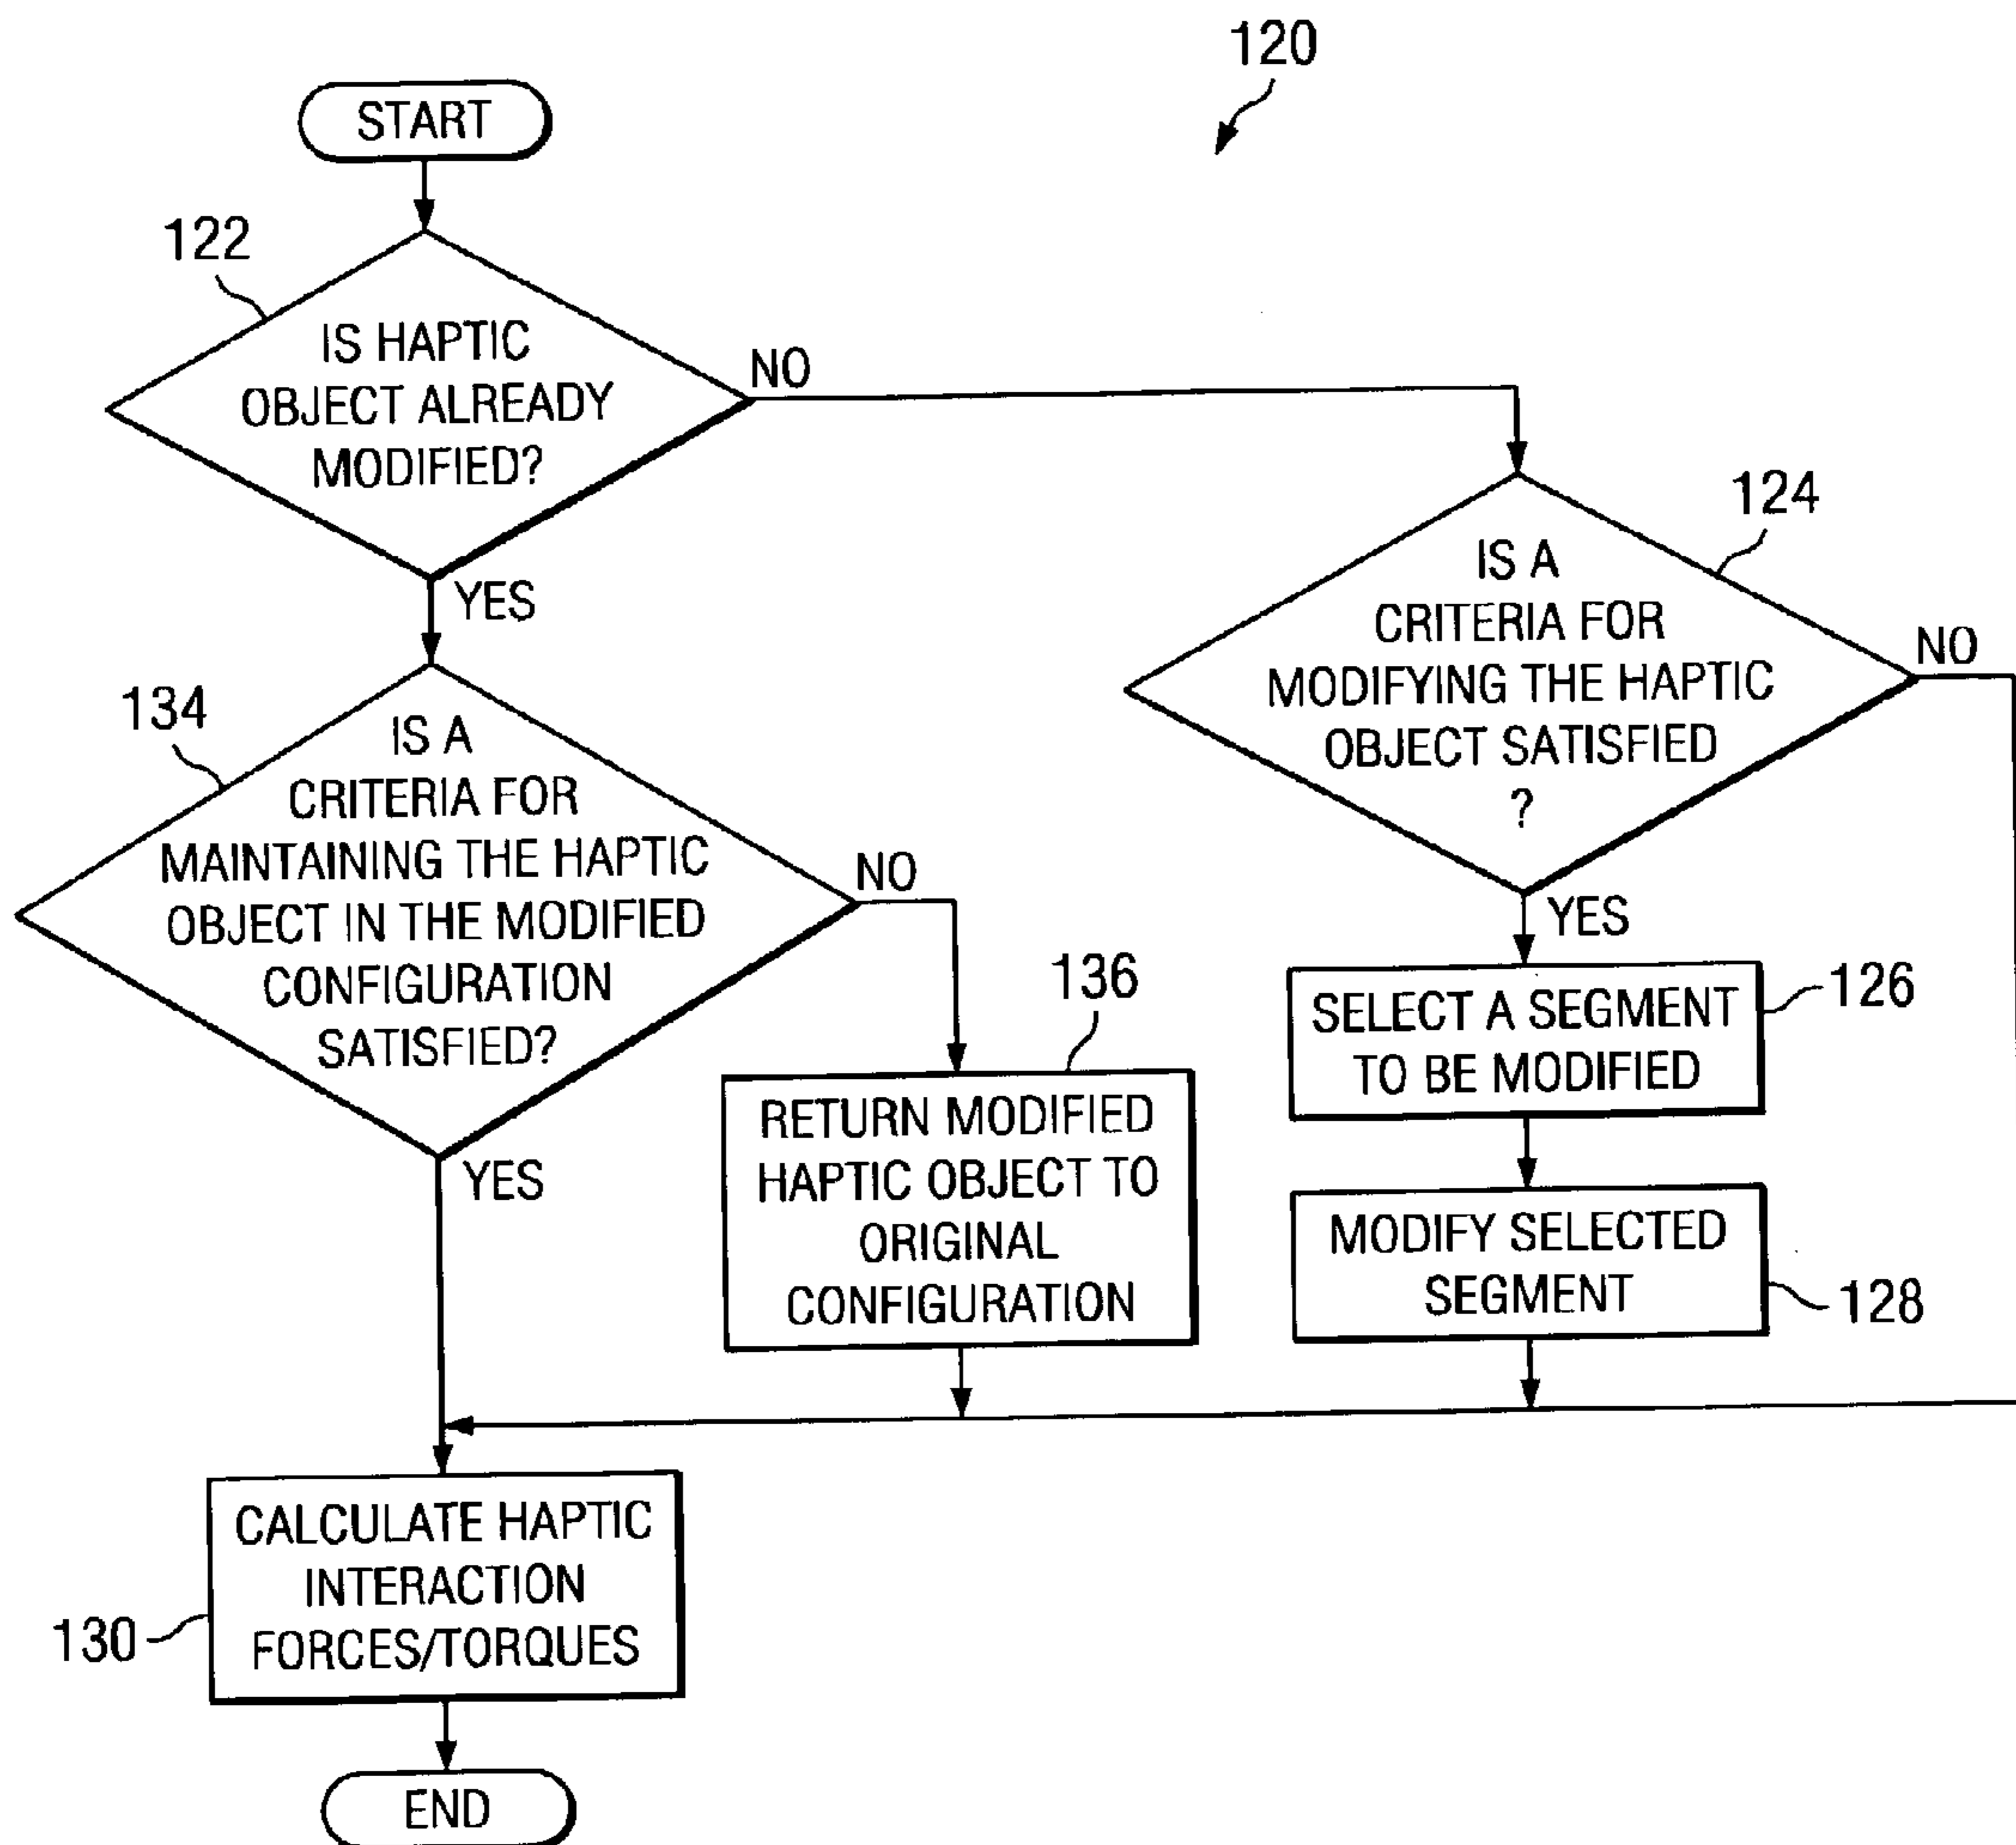 120
START
122
IS HAPTIC
OBJECT ALREADY
MODIFIED?
NO
YES
124
IS A
CRITERIA FOR
MODIFYING THE HAPTIC
OBJECT SATISFIED
?
NO
YES
134
IS A
CRITERIA FOR
MAINTAINING THE HAPTIC
OBJECT IN THE MODIFIED
CONFIGURATION
SATISFIED?
NO
YES
136
RETURN MODIFIED
HAPTIC OBJECT TO
ORIGINAL
CONFIGURATION
126
SELECT A SEGMENT
TO BE MODIFIED
MODIFY SELECTED
SEGMENT
128
CALCULATE HAPTIC
INTERACTION
FORCES/TORQUES
130
END